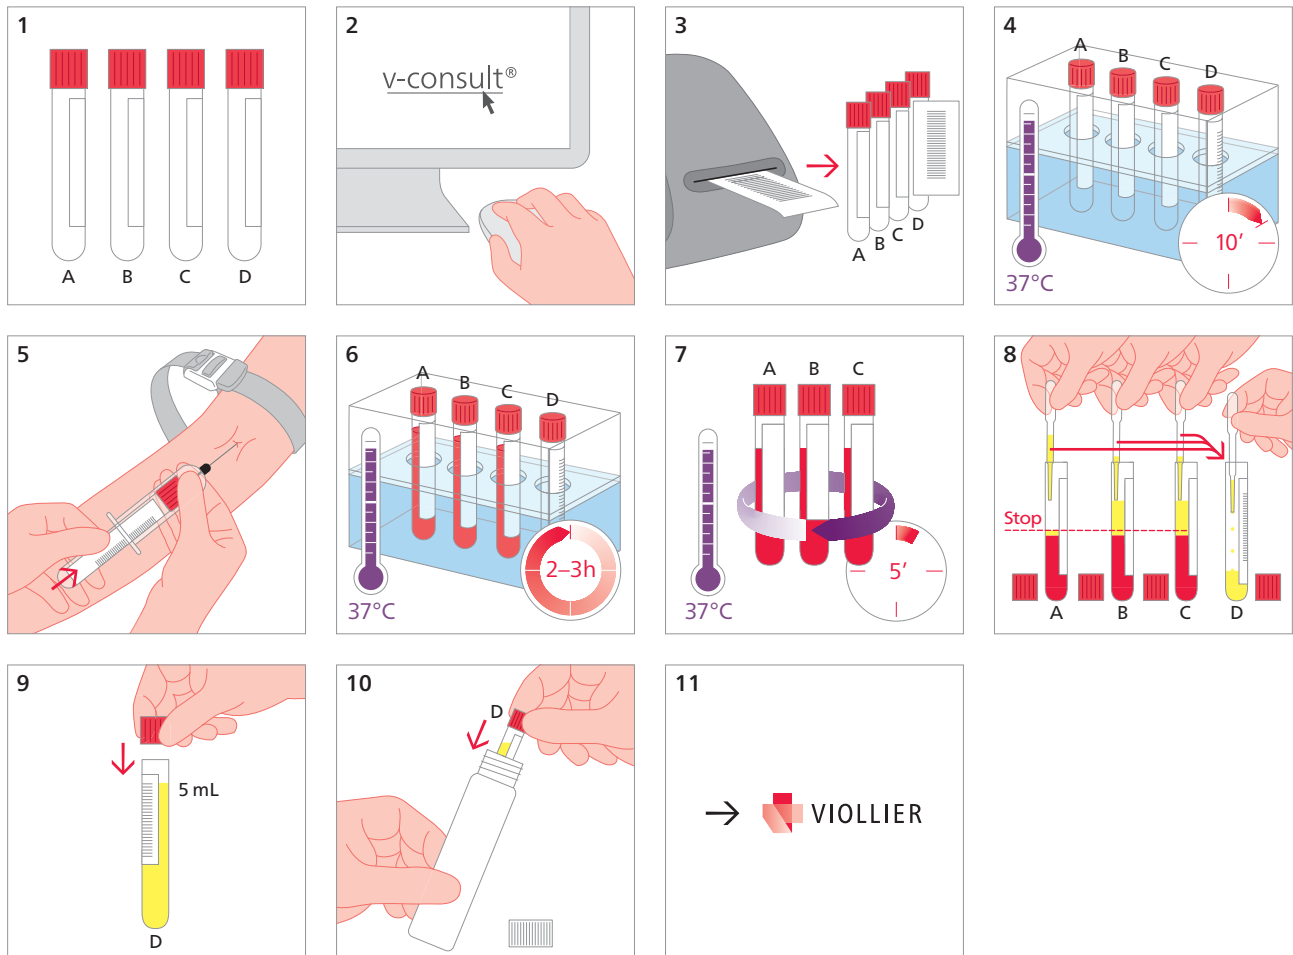 1
A B C D
2
v-consult®
3
A B C D
4
A B C D
10’
37°C
5
6
A B C D
2–3h
37°C
7
A B C
5’
37°C
8
Stop
A B C D
9
5 mL
D
10
D
11
→ VIOLLIER